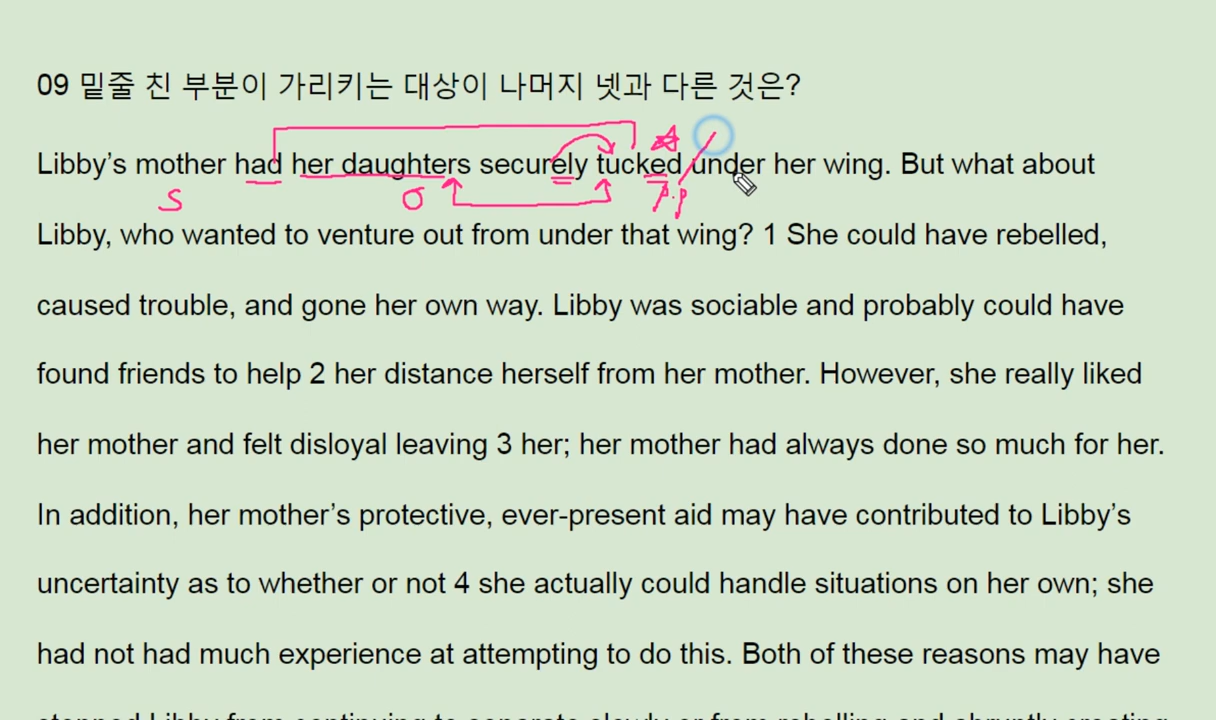 09 밑줄 친 부분이 가리키는 대상이 나머지 넷과 다른 것은?
Libby’s mother had her daughters securely tucked under her wing. But what about
S O P.P
Libby, who wanted to venture out from under that wing? 1 She could have rebelled,
caused trouble, and gone her own way. Libby was sociable and probably could have
found friends to help 2 her distance herself from her mother. However, she really liked
her mother and felt disloyal leaving 3 her; her mother had always done so much for her.
In addition, her mother’s protective, ever-present aid may have contributed to Libby’s
uncertainty as to whether or not 4 she actually could handle situations on her own; she
had not had much experience at attempting to do this. Both of these reasons may have